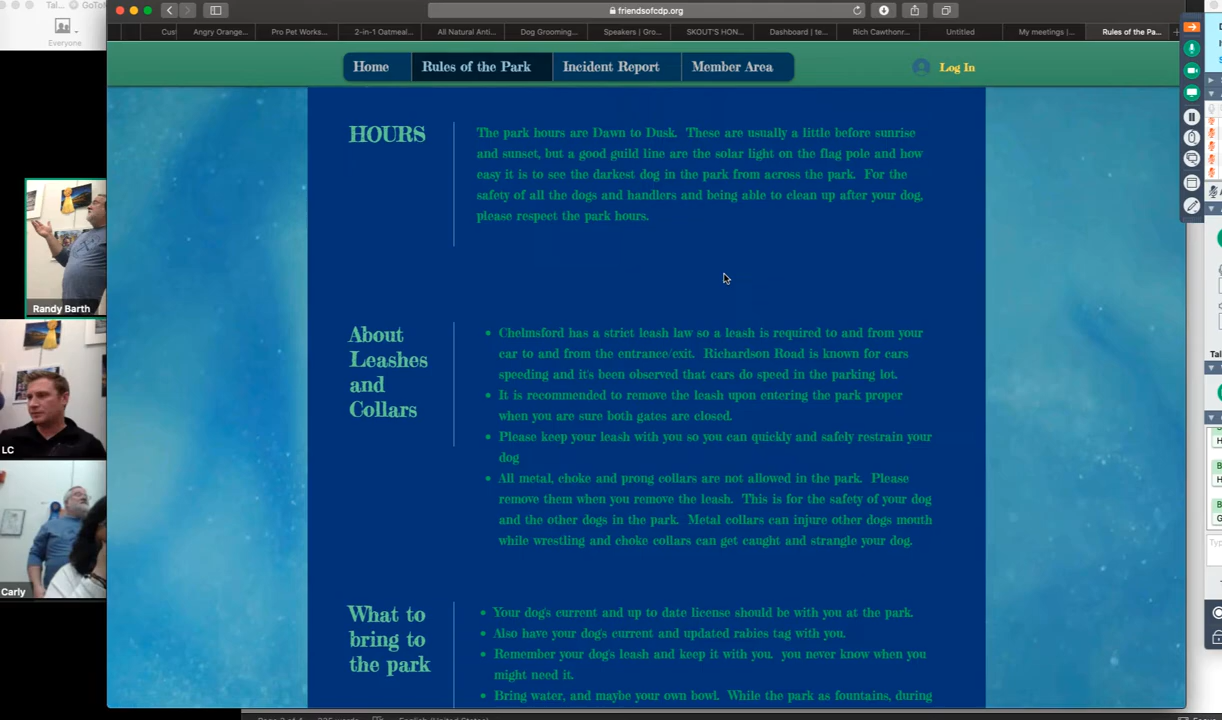 Tal...
GoToM
Everyone
friendsofcdp.org
Cust
Angry Orange...
Pro Pet Works...
2-in-1 Oatmeal...
All Natural Anti...
Dog Grooming...
Speakers | Gro...
SKOUT'S HON...
Dashboard | te...
Rich Cawthonr...
Untitled
My meetings |...
Rules of the Pa...
Home
Rules of the Park
Incident Report
Member Area
Log In
HOURS
The park hours are Dawn to Dusk. These are usually a little before sunrise
and sunset, but a good guild line are the solar light on the flag pole and how
easy it is to see the darkest dog in the park from across the park. For the
safety of all the dogs and handlers and being able to clean up after your dog,
please respect the park hours.
About
Leashes
and
Collars
Chelmsford has a strict leash law so a leash is required to and from your
car to and from the entrance/exit. Richardson Road is known for cars
speeding and it's been observed that cars do speed in the parking lot.
It is recommended to remove the leash upon entering the park proper
when you are sure both gates are closed.
Please keep your leash with you so you can quickly and safely restrain your
dog
All metal, choke and prong collars are not allowed in the park. Please
remove them when you remove the leash. This is for the safety of your dog
and the other dogs in the park. Metal collars can injure other dogs mouth
while wrestling and choke collars can get caught and strangle your dog.
What to
bring to
the park
Your dog's current and up to date license should be with you at the park.
Also have your dog's current and updated rabies tag with you.
Remember your dog's leash and keep it with you. you never know when you
might need it.
Bring water, and maybe your own bowl. While the park as fountains, during
Randy Barth
LC
Carly
English (United States)